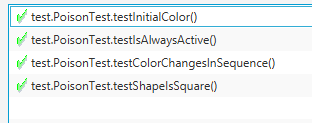 test.PoisonTest.testInitialColor()
test.PoisonTest.testIsAlwaysActive()
test.PoisonTest.testColorChangesInSequence()
test.PoisonTest.testShapeIsSquare()